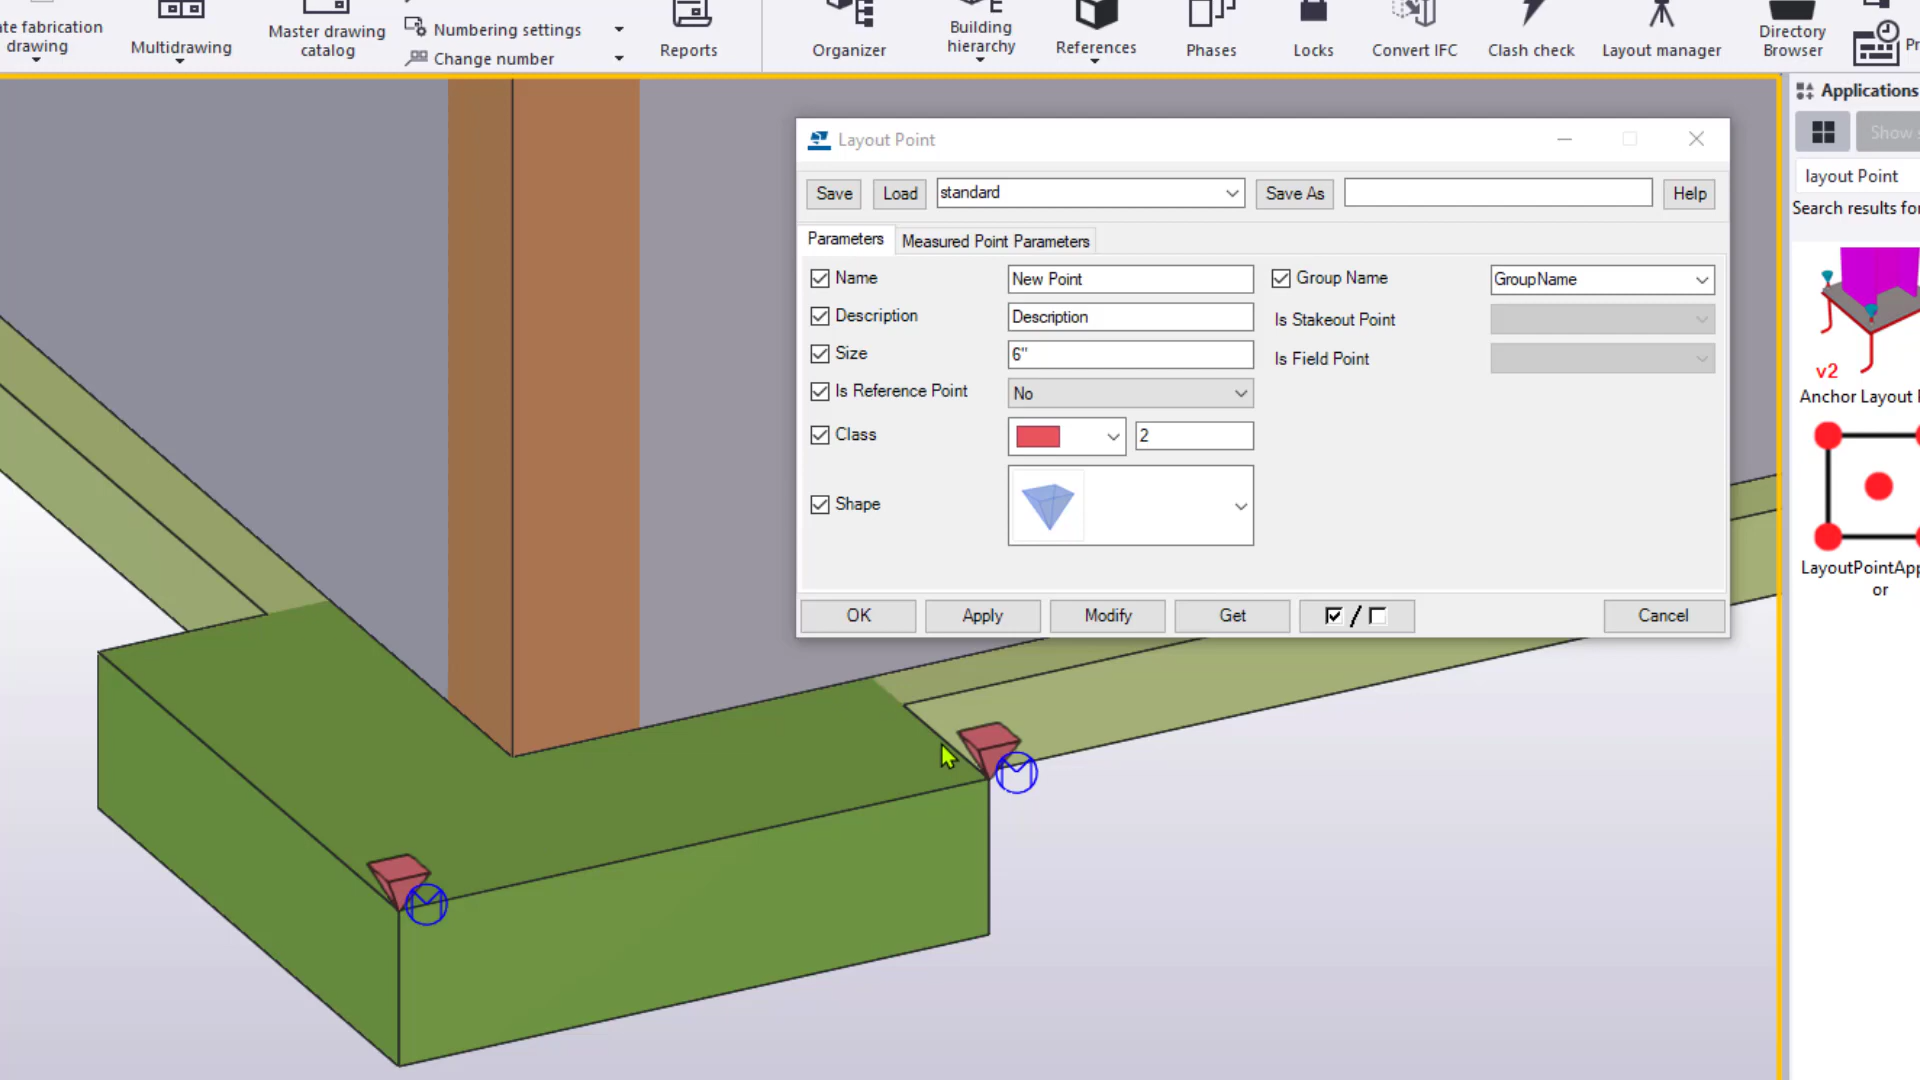 te fabrication
drawing
Multidrawing
Master drawing
catalog
Numbering settings
Change number
Reports
Organizer
Building
hierarchy
References
Phases
Locks
Convert IFC
Clash check
Layout manager
Directory
Browser
Pr
Applications
Show s
layout Point
Search results for
v2
Anchor Layout P
LayoutPointApp
or
Layout Point
Save
Load
standard
Save As
Help
Parameters
Measured Point Parameters
Name
New Point
Group Name
GroupName
Description
Description
Is Stakeout Point
Size
6"
Is Field Point
Is Reference Point
No
Class
2
Shape
OK
Apply
Modify
Get
/
Cancel